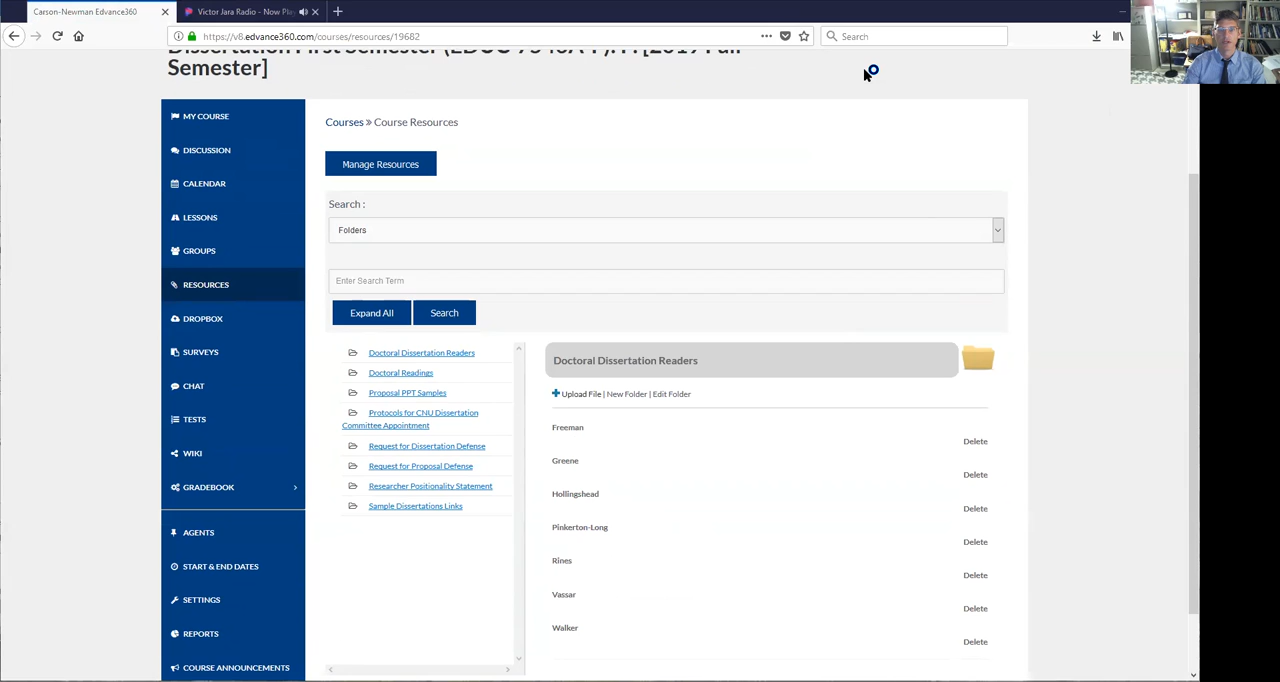 Carson-Newman Edvance360
Victor Jara Radio - Now Play
https://v8.edvance360.com/courses/resources/19682
Search
Semester]
MY COURSE
DISCUSSION
CALENDAR
LESSONS
GROUPS
RESOURCES
DROPBOX
SURVEYS
CHAT
TESTS
WIKI
GRADEBOOK
AGENTS
START & END DATES
SETTINGS
REPORTS
COURSE ANNOUNCEMENTS
Courses » Course Resources
Manage Resources
Search :
Folders
Enter Search Term
Expand All
Search
Doctoral Dissertation Readers
Doctoral Readings
Proposal PPT Samples
Protocols for CNU Dissertation
Committee Appointment
Request for Dissertation Defense
Request for Proposal Defense
Researcher Positionality Statement
Sample Dissertations Links
Doctoral Dissertation Readers
Upload File | New Folder | Edit Folder
Freeman
Delete
Greene
Delete
Hollingshead
Delete
Pinkerton-Long
Delete
Rines
Delete
Vassar
Delete
Walker
Delete